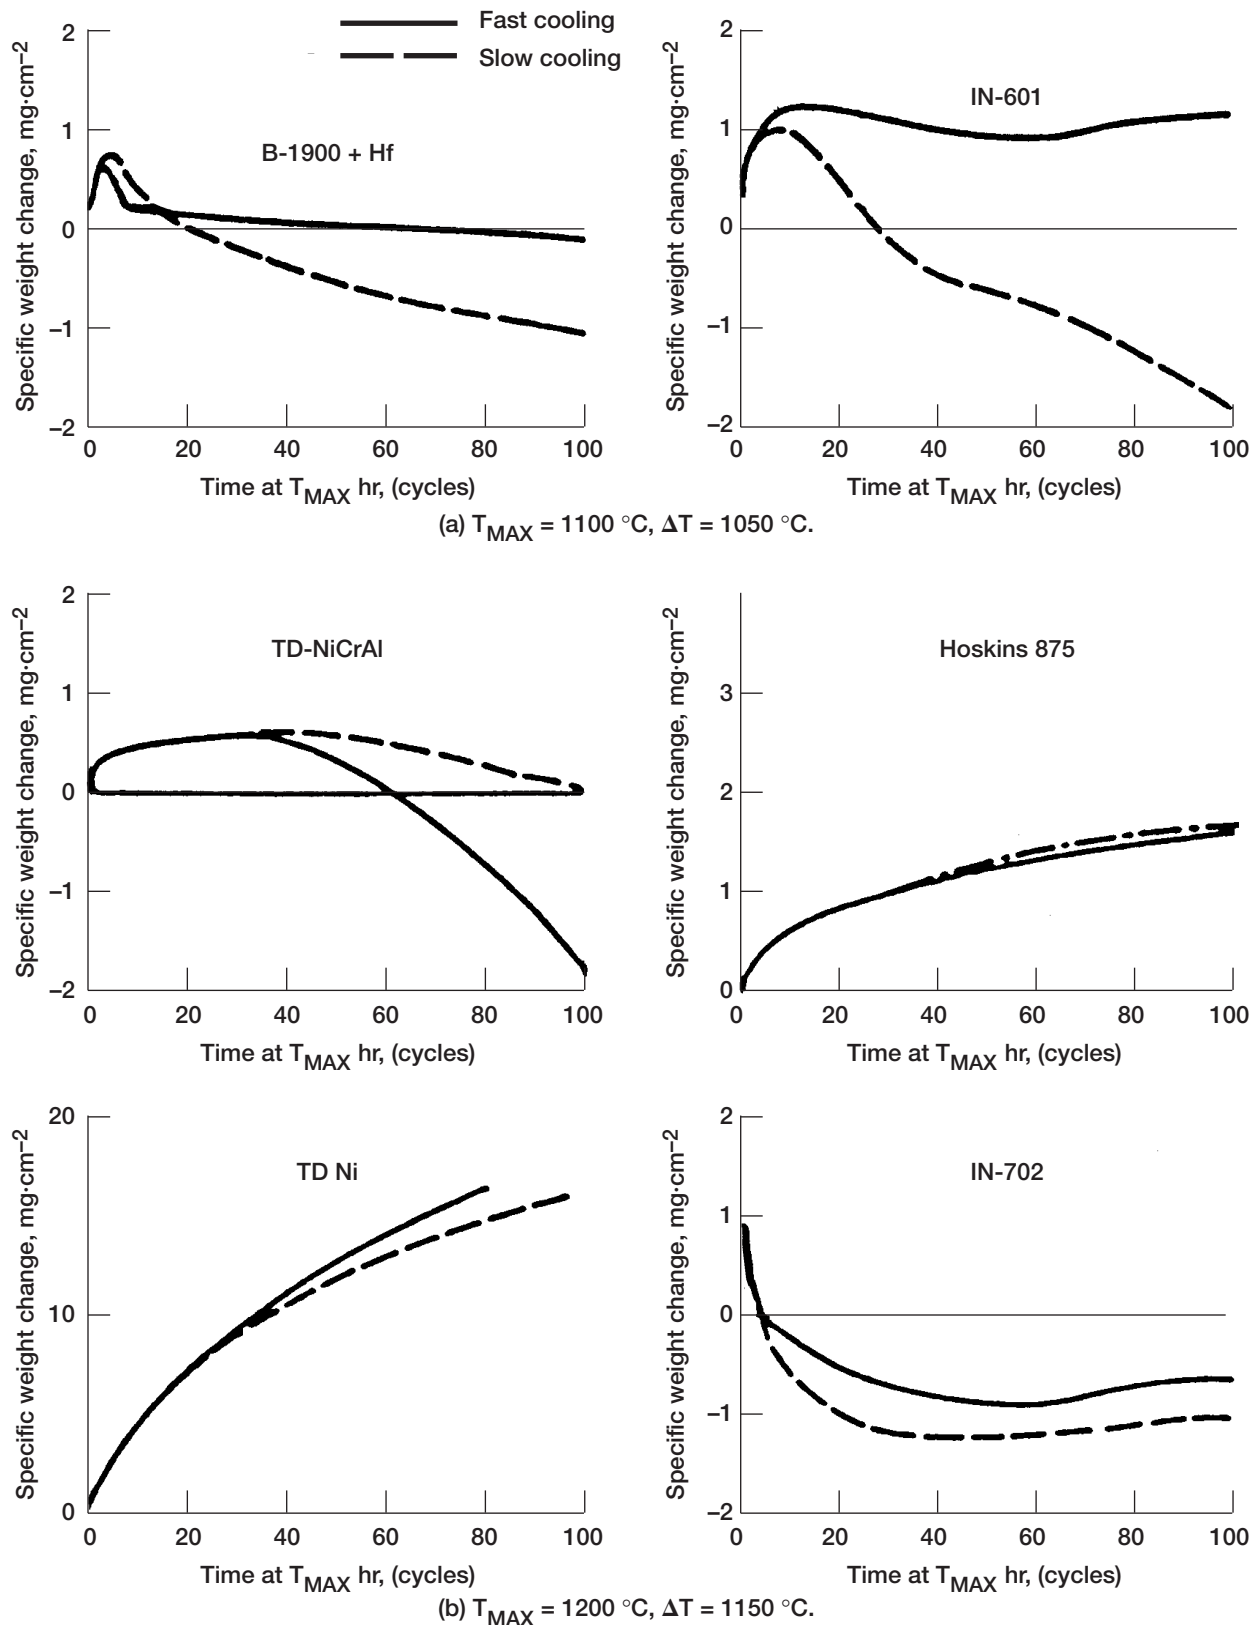 Fast cooling
Slow cooling
Specific weight change, mg·cm−2
2
1
0
−1
−2
B-1900 + Hf
0 20 40 60 80 100
Time at TMAX hr, (cycles)
Specific weight change, mg·cm−2
2
1
0
−1
−2
IN-601
0 20 40 60 80 100
Time at TMAX hr, (cycles)
(a) TMAX = 1100 °C, ΔT = 1050 °C.
Specific weight change, mg·cm−2
2
1
0
−1
−2
TD-NiCrAl
0 20 40 60 80 100
Time at TMAX hr, (cycles)
Specific weight change, mg·cm−2
3
2
1
0
Hoskins 875
0 20 40 60 80 100
Time at TMAX hr, (cycles)
Specific weight change, mg·cm−2
20
10
0
TD Ni
0 20 40 60 80 100
Time at TMAX hr, (cycles)
Specific weight change, mg·cm−2
2
1
0
−1
−2
IN-702
0 20 40 60 80 100
Time at TMAX hr, (cycles)
(b) TMAX = 1200 °C, ΔT = 1150 °C.